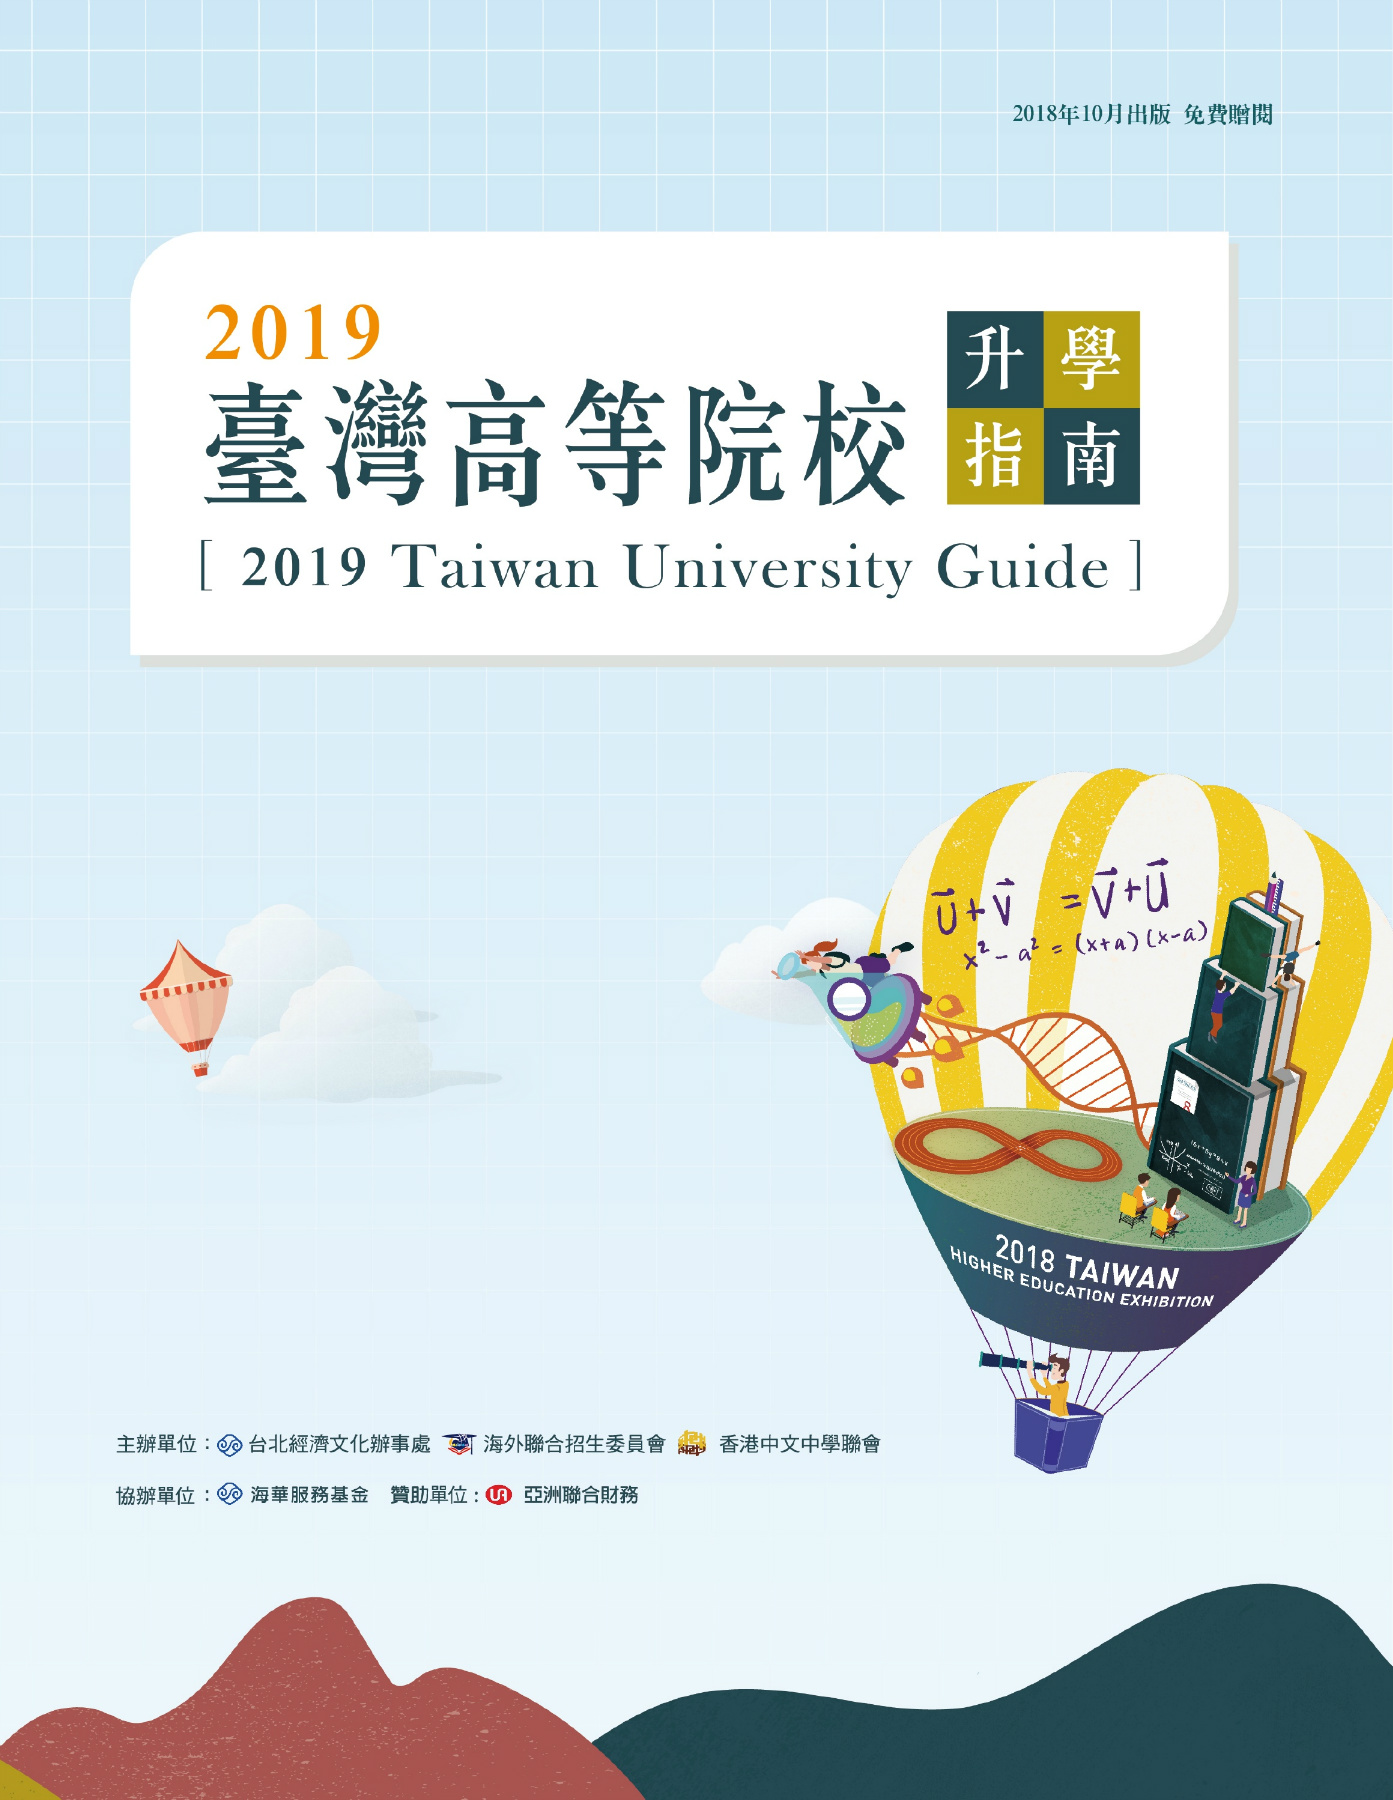 2018年10月出版 免費贈閱
2019
臺灣高等院校
升學
指南
[ 2019 Taiwan University Guide ]
u⃗+v⃗ =v⃗+u⃗
x²-a²=(x+a)(x-a)
2018 TAIWAN
HIGHER EDUCATION EXHIBITION
主辦單位：台北經濟文化辦事處 海外聯合招生委員會 香港中文中學聯會
協辦單位：海華服務基金 贊助單位：亞洲聯合財務